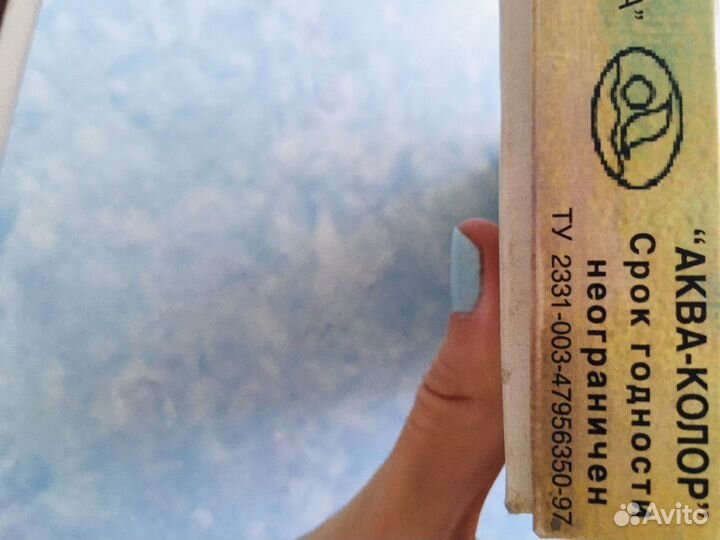 "АКВА-КОЛОР"
Срок годности
неограничен
ТУ 2331-003-47956350-97
Avito